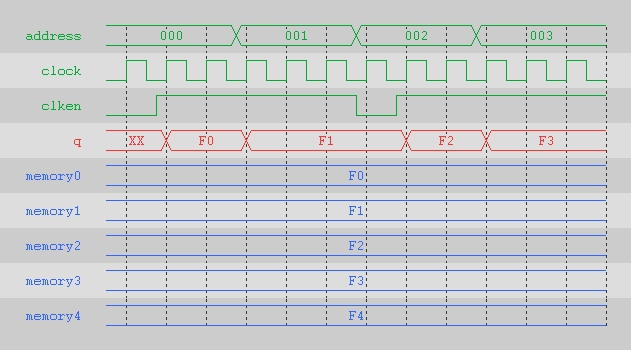 address 000 001 002 003
clock
clken
q XX F0 F1 F2 F3
memory0 F0
memory1 F1
memory2 F2
memory3 F3
memory4 F4